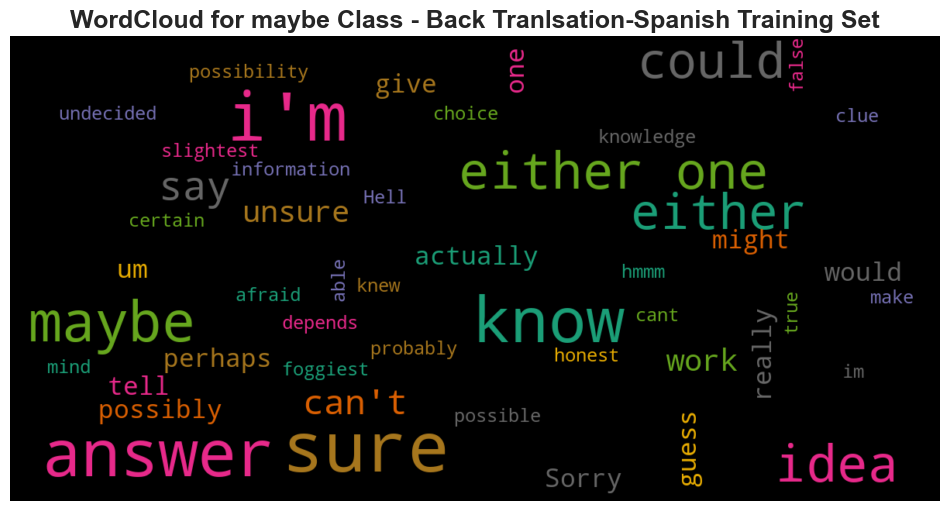 WordCloud for maybe Class - Back Tranlsation-Spanish Training Set
could
false
one
possibility
give
i'm
undecided
choice
clue
knowledge
slightest
information
either one
say
Hell
either
unsure
certain
might
actually
um
able
hmmm
would
afraid
knew
make
maybe
depends
know
cant
true
really
perhaps
probably
honest
work
mind
foggiest
im
tell
possibly
can't
possible
guess
answer
sure
Sorry
idea